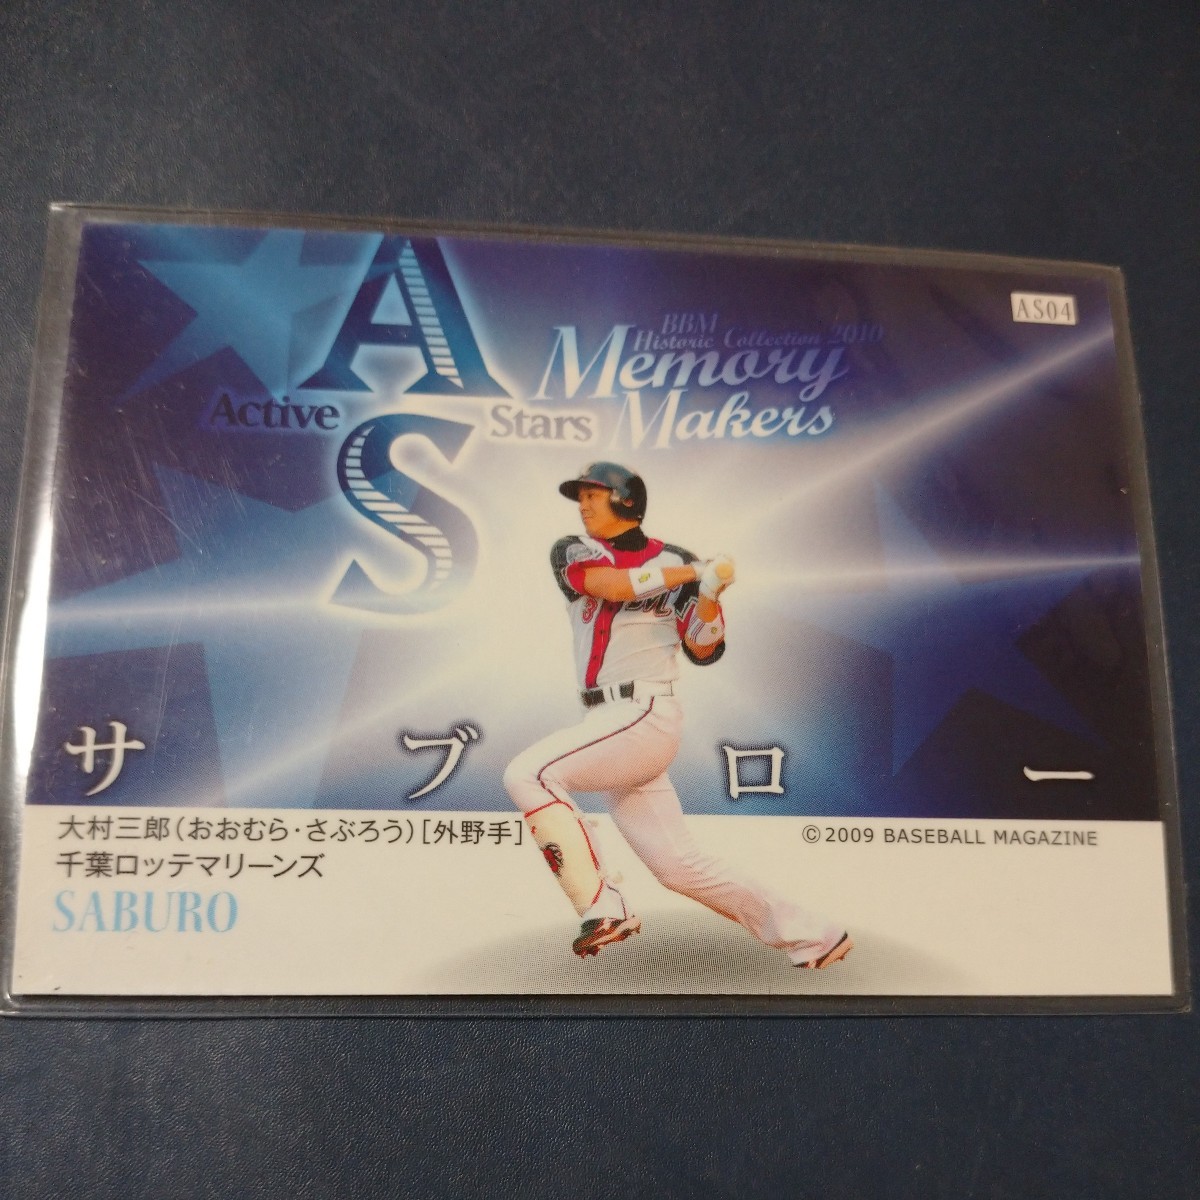 AS04
A
S
Active Stars
BBM
Historic Collection 2010
Memory
Makers
サブロー
大村三郎(おおむら・さぶろう)[外野手]
千葉ロッテマリーンズ
SABURO
©2009 BASEBALL MAGAZINE